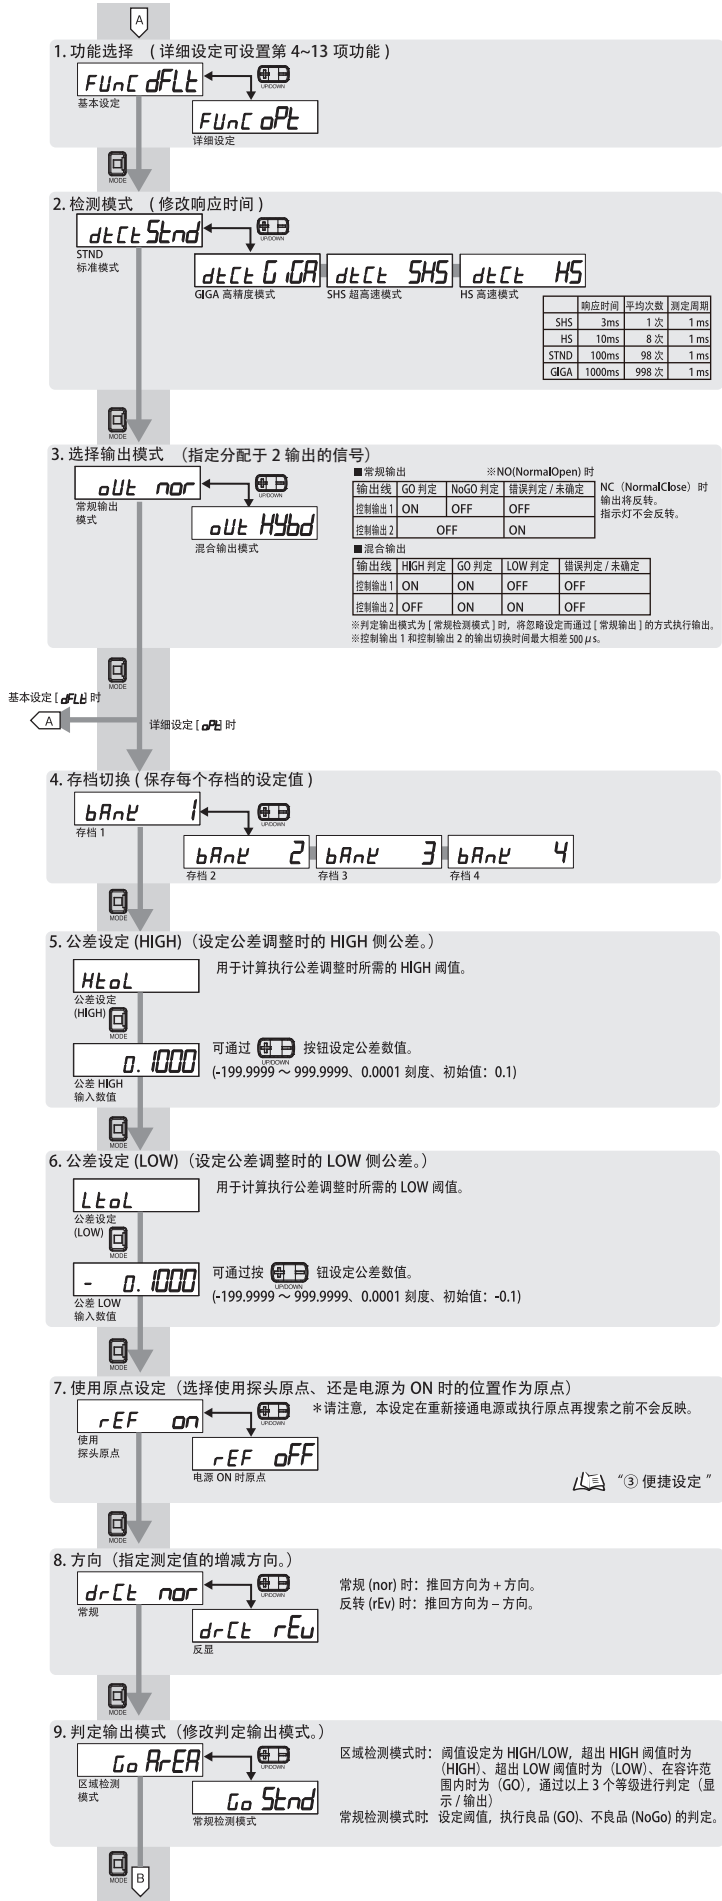 A
1. 功能选择 ( 详细设定可设置第 4~13 项功能 )
FUnC dFLt
基本设定
UP/DOWN
FUnC oPt
详细设定
MODE
2. 检测模式 ( 修改响应时间 )
dtCt Stnd
STND
标准模式
UP/DOWN
dtCt GiGA dtCt SHS dtCt HS
GIGA 高精度模式 SHS 超高速模式 HS 高速模式
响应时间 平均次数 测定周期
SHS 3ms 1 次 1 ms
HS 10ms 8 次 1 ms
STND 100ms 98 次 1 ms
GIGA 1000ms 998 次 1 ms
MODE
3. 选择输出模式 (指定分配于 2 输出的信号)
oUt nor
常规输出
模式
UP/DOWN
oUt HYbd
混合输出模式
■常规输出 ※NO(NormalOpen) 时
输出线 GO 判定 NoGO 判定 错误判定 / 未确定
控制输出 1 ON OFF OFF
控制输出 2 OFF ON
NC（NormalClose）时
输出将反转。
指示灯不会反转。
■混合输出
输出线 HIGH 判定 GO 判定 LOW 判定 错误判定 / 未确定
控制输出 1 ON ON OFF OFF
控制输出 2 OFF ON ON OFF
※判定输出模式为 [ 常规检测模式 ] 时，将忽略设定而通过 [ 常规输出 ] 的方式执行输出。
※控制输出 1 和控制输出 2 的输出切换时间最大相差 500 μ s。
MODE
基本设定 [ dFLt ] 时
A
详细设定 [ oPt ] 时
4. 存档切换 ( 保存每个存档的设定值 )
bAnK 1
存档 1
UP/DOWN
bAnK 2 bAnK 3 bAnK 4
存档 2 存档 3 存档 4
MODE
5. 公差设定 (HIGH)（设定公差调整时的 HIGH 侧公差。）
HtoL
用于计算执行公差调整时所需的 HIGH 阈值。
公差设定
(HIGH)
MODE
0. 1000
公差 HIGH
输入数值
可通过 UP/DOWN 按钮设定公差数值。
(-199.9999 ～ 999.9999、0.0001 刻度、初始值：0.1)
MODE
6. 公差设定 (LOW)（设定公差调整时的 LOW 侧公差。）
LtoL
用于计算执行公差调整时所需的 LOW 阈值。
公差设定
(LOW)
MODE
- 0. 1000
公差 LOW
输入数值
可通过按 UP/DOWN 钮设定公差数值。
(-199.9999 ～ 999.9999、0.0001 刻度、初始值：-0.1)
MODE
7. 使用原点设定（选择使用探头原点、还是电源为 ON 时的位置作为原点）
rEF on
使用
探头原点
UP/DOWN
＊请注意，本设定在重新接通电源或执行原点再搜索之前不会反映。
rEF oFF
电源 ON 时原点
“③ 便捷设定 ”
MODE
8. 方向（指定测定值的增减方向。）
drCt nor
常规
UP/DOWN
drCt rEv
反显
常规 (nor) 时：推回方向为 + 方向。
反转 (rEv) 时：推回方向为 – 方向。
MODE
9. 判定输出模式（修改判定输出模式。）
Go ArEA
区域检测
模式
UP/DOWN
Go Stnd
常规检测模式
区域检测模式时： 阈值设定为 HIGH/LOW，超出 HIGH 阈值时为
（HIGH）、超出 LOW 阈值时为（LOW）、在容许范
围内时为（GO），通过以上 3 个等级进行判定（显
示 / 输出）
常规检测模式时： 设定阈值，执行良品 (GO)、不良品 (NoGo) 的判定。
MODE
B